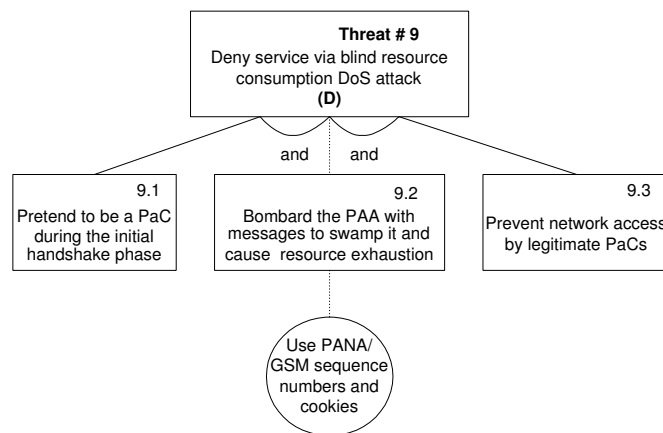 Threat # 9
Deny service via blind resource
consumption DoS attack
(D)
and
and
9.1
Pretend to be a PaC
during the initial
handshake phase
9.2
Bombard the PAA with
messages to swamp it and
cause resource exhaustion
9.3
Prevent network access
by legitimate PaCs
Use PANA/
GSM sequence
numbers and
cookies